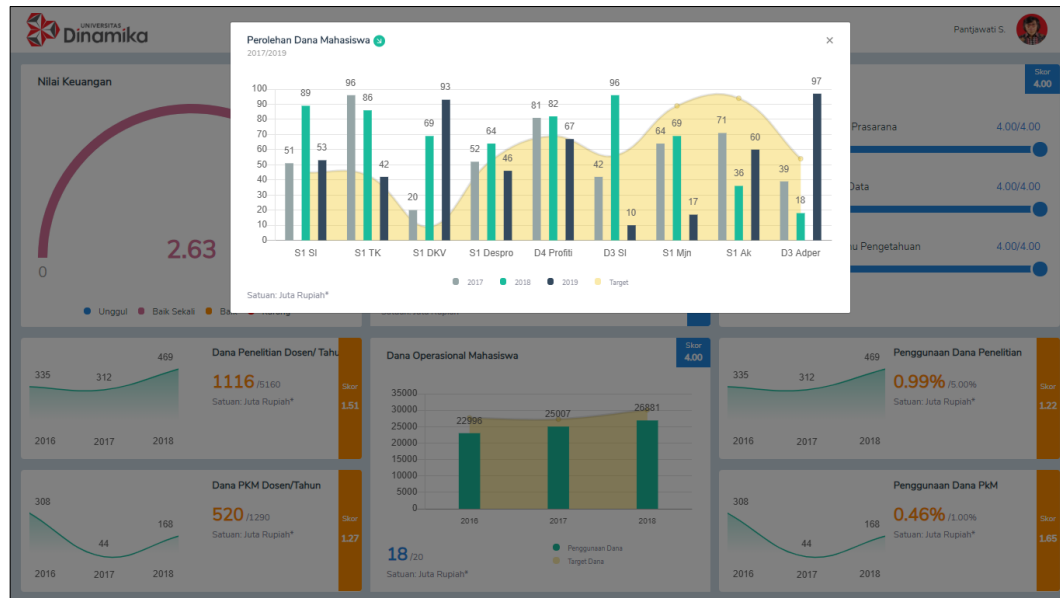 UNIVERSITAS
Dinamika
Pantjawati S.
Perolehan Dana Mahasiswa
2017/2019
×
100
90
80
70
60
50
40
30
20
10
0
51
89
53
96
86
42
20
69
93
52
64
46
81
82
67
42
96
10
64
69
17
71
36
60
39
18
97
S1 SI
S1 TK
S1 DKV
S1 Despro
D4 Profiti
D3 SI
S1 Mjn
S1 Ak
D3 Adper
2017
2018
2019
Target
Satuan: Juta Rupiah*
Nilai Keuangan
2.63
0
Unggul
Baik Sekali
Skor
4.00
Prasarana
4.00/4.00
Data
4.00/4.00
Pengetahuan
4.00/4.00
Dana Penelitian Dosen/ Tahu
335
312
469
2016
2017
2018
1116 /5160
Satuan: Juta Rupiah*
Skor
1.51
Dana Operasional Mahasiswa
Skor
4.00
35000
30000
25000
20000
15000
10000
5000
0
22996
25007
26881
2016
2017
2018
18 /20
Penggunaan Dana
Target Dana
Satuan: Juta Rupiah*
Penggunaan Dana Penelitian
335
312
469
2016
2017
2018
0.99% /5.00%
Satuan: Juta Rupiah*
Skor
1.22
Dana PKM Dosen/Tahun
308
44
168
2016
2017
2018
520 /1290
Satuan: Juta Rupiah*
Skor
1.27
Penggunaan Dana PkM
308
44
168
2016
2017
2018
0.46% /1.00%
Satuan: Juta Rupiah*
Skor
1.65